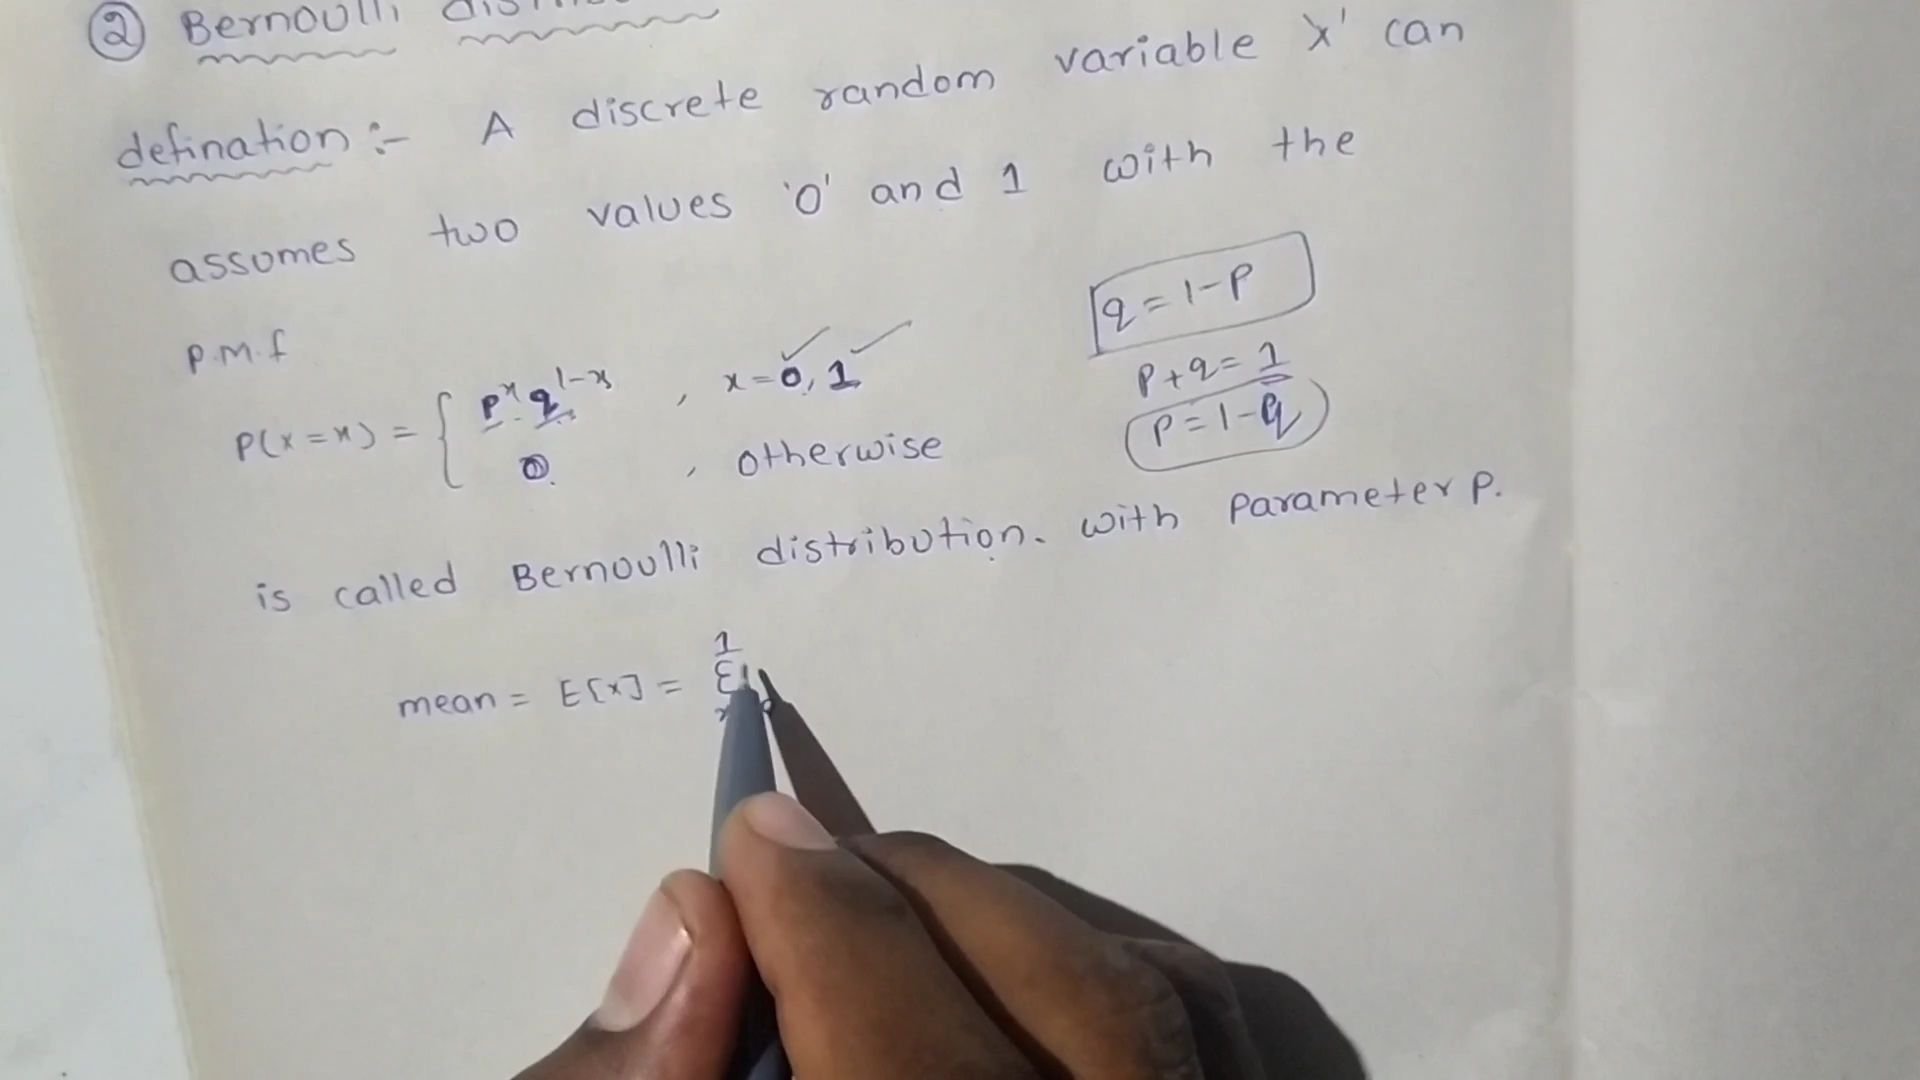 ② Bernoulli
defination :- A discrete random variable 'X' can
assumes two values '0' and 1 with the
p.m.f
q = 1-p
P(x=x) = { p^x q^1-x , x=0, 1
0 , otherwise
p+q=1
p=1-q
is called Bernoulli distribution. with parameter p.
mean = E[x] = 1 Σ